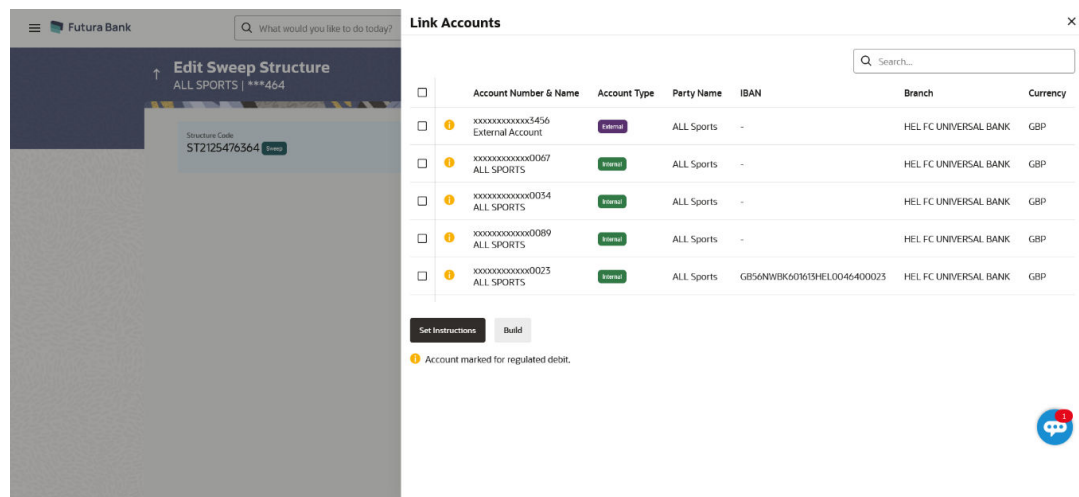 Futura Bank
What would you like to do today?
Edit Sweep Structure
ALL SPORTS | ***464
Structure Code
ST2125476364 Sweep
Link Accounts
Search...
Account Number & Name Account Type Party Name IBAN Branch Currency
xxxxxxxxxxxx3456 External ALL Sports - HEL FC UNIVERSAL BANK GBP
External Account
xxxxxxxxxxxx0067 Internal ALL Sports - HEL FC UNIVERSAL BANK GBP
ALL SPORTS
xxxxxxxxxxxx0034 Internal ALL Sports - HEL FC UNIVERSAL BANK GBP
ALL SPORTS
xxxxxxxxxxxx0089 Internal ALL Sports - HEL FC UNIVERSAL BANK GBP
ALL SPORTS
xxxxxxxxxxxx0023 Internal ALL Sports GB56NWBK601613HEL0046400023 HEL FC UNIVERSAL BANK GBP
ALL SPORTS
Set Instructions Build
Account marked for regulated debit.
1